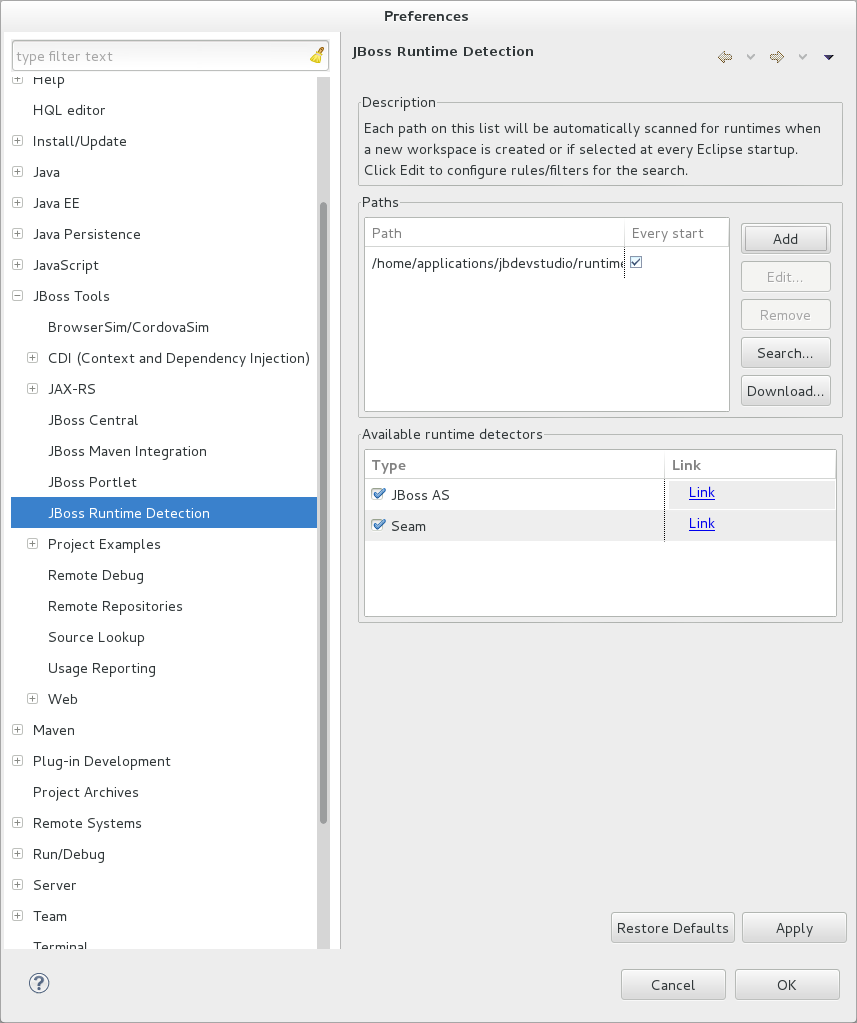 Preferences
type filter text
Help
HQL editor
Install/Update
Java
Java EE
Java Persistence
JavaScript
JBoss Tools
BrowserSim/CordovaSim
CDI (Context and Dependency Injection)
JAX-RS
JBoss Central
JBoss Maven Integration
JBoss Portlet
JBoss Runtime Detection
Project Examples
Remote Debug
Remote Repositories
Source Lookup
Usage Reporting
Web
Maven
Plug-in Development
Project Archives
Remote Systems
Run/Debug
Server
Team
Terminal
JBoss Runtime Detection
Description
Each path on this list will be automatically scanned for runtimes when
a new workspace is created or if selected at every Eclipse startup.
Click Edit to configure rules/filters for the search.
Paths
Path Every start
/home/applications/jbdevstudio/runtime
Add
Edit...
Remove
Search...
Download...
Available runtime detectors
Type Link
JBoss AS Link
Seam Link
Restore Defaults Apply
? Cancel OK